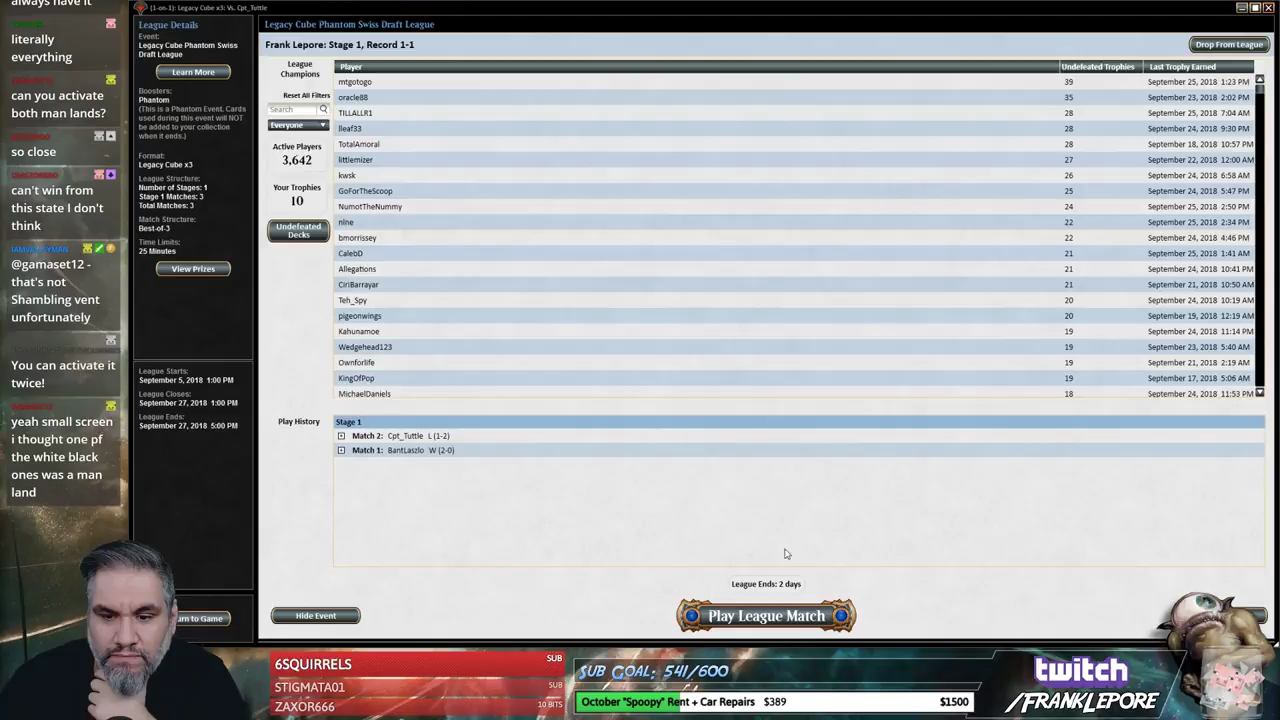 always have it
literally
everything
can you activate
both man lands?
so close
can't win from
this state I don't
think
@gamaset12 -
that's not
Shambling vent
unfortunately
You can activate it
twice!
yeah small screen
i thought one pf
the white black
ones was a man
land
(1-on-1): Legacy Cube x3: Vs. Cpt_Tuttle
League Details
Event:
Legacy Cube Phantom Swiss
Draft League
Learn More
Boosters:
Phantom
(This is a Phantom Event. Cards
used during this event will NOT
be added to your collection
when it ends.)
Format:
Legacy Cube x3
League Structure:
Number of Stages: 1
Stage 1 Matches: 3
Total Matches: 3
Match Structure:
Best-of-3
Time Limits:
25 Minutes
View Prizes
League Starts:
September 5, 2018 1:00 PM
League Closes:
September 27, 2018 1:00 PM
League Ends:
September 27, 2018 5:00 PM
urn to Game
Legacy Cube Phantom Swiss Draft League
Frank Lepore: Stage 1, Record 1-1
Drop From League
League
Champions
Reset All Filters
Search
Everyone
Active Players
3,642
Your Trophies
10
Undefeated
Decks
Player Undefeated Trophies Last Trophy Earned
mtgotogo 39 September 25, 2018 1:23 PM
oracle88 35 September 23, 2018 2:02 PM
TILLALLR1 28 September 25, 2018 7:04 AM
lleaf33 28 September 24, 2018 9:30 PM
TotalAmoral 28 September 18, 2018 10:57 PM
littlemizer 27 September 22, 2018 12:00 AM
kwsk 26 September 24, 2018 6:58 AM
GoForTheScoop 25 September 24, 2018 5:47 PM
NumotTheNummy 24 September 25, 2018 2:50 PM
nine 22 September 25, 2018 2:34 PM
bmorrissey 22 September 24, 2018 4:46 PM
CalebD 21 September 25, 2018 1:41 AM
Allegations 21 September 24, 2018 10:41 PM
CiriBarrayar 21 September 25, 2018 10:50 AM
Teh_Spy 20 September 24, 2018 10:19 AM
pigeonwings 20 September 19, 2018 12:19 AM
Kahunamoe 19 September 24, 2018 11:14 PM
Wedgehead123 19 September 23, 2018 5:40 AM
Ownforlife 19 September 21, 2018 2:19 AM
KingOfPop 19 September 17, 2018 5:06 AM
MichaelDaniels 18 September 24, 2018 11:53 PM
Play History
Stage 1
Match 2: Cpt_Tuttle L (1-2)
Match 1: BantLaszlo W (2-0)
League Ends: 2 days
Hide Event
Play League Match
6SQUIRRELS SUB
STIGMATA01 SUB
ZAXOR666 10 BITS
SUB GOAL: 541/600
October "Spoopy" Rent + Car Repairs $389 $1500
twitch
/FRANKLEPORE